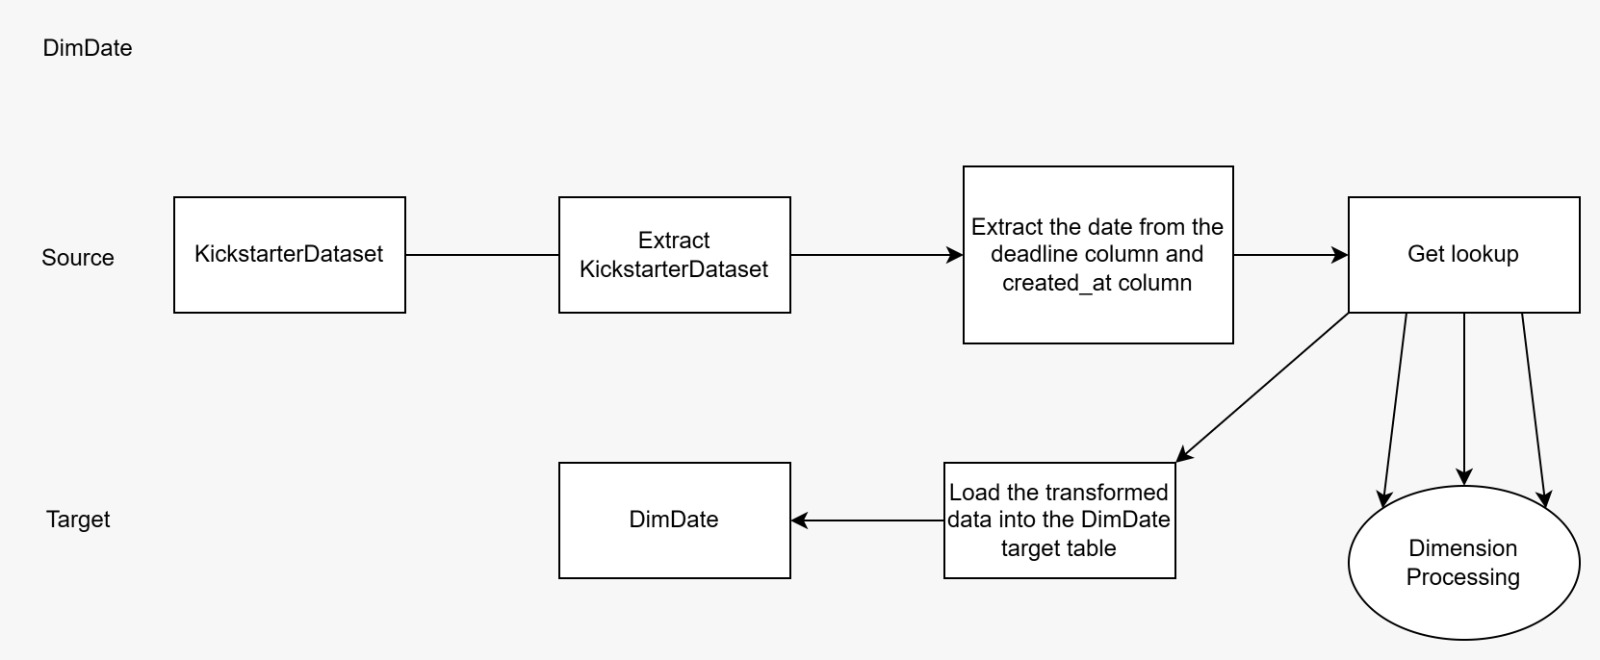 DimDate
Source
KickstarterDataset
Extract
KickstarterDataset
Extract the date from the
deadline column and
created_at column
Get lookup
Target
DimDate
Load the transformed
data into the DimDate
target table
Dimension
Processing